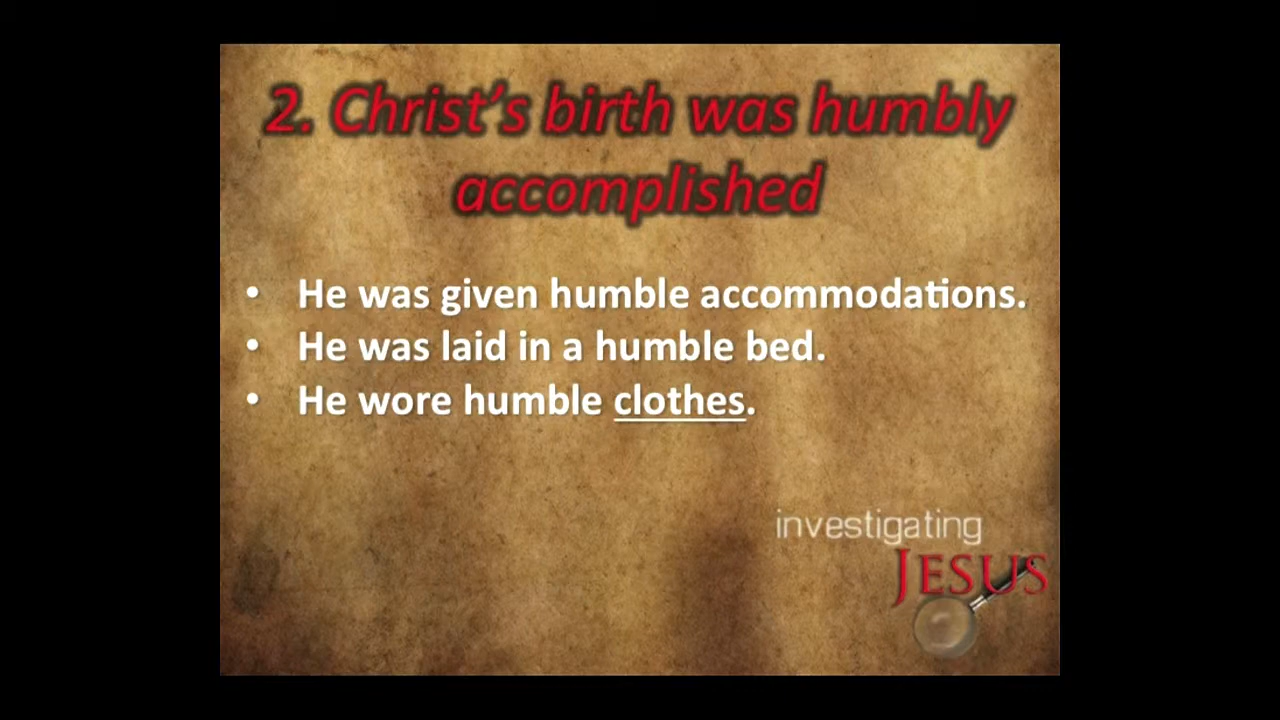 2. Christ's birth was humbly
accomplished
• He was given humble accommodations.
• He was laid in a humble bed.
• He wore humble clothes.
investigating
JESUS